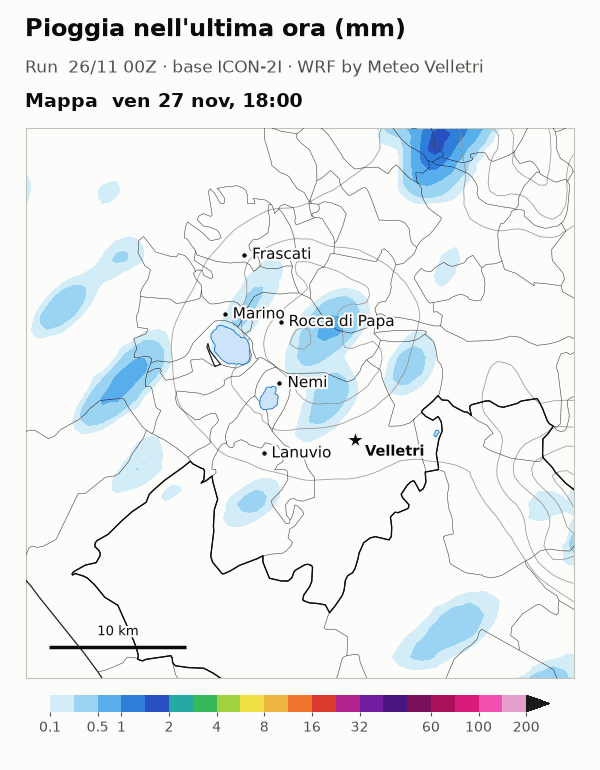 Pioggia nell'ultima ora (mm)
Run  26/11 00Z · base ICON-2I · WRF by Meteo Velletri
Mappa  ven 27 nov, 18:00
Frascati
Marino
Rocca di Papa
Nemi
Velletri
Lanuvio
10 km
0.1 0.5 1 2 4 8 16 32 60 100 200